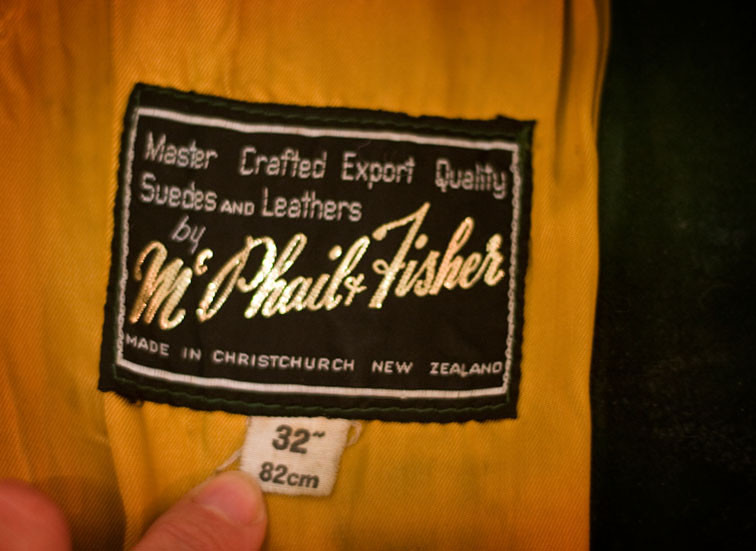 Master Crafted Export Quality
Suedes AND Leathers
by
McPhail & Fisher
MADE IN CHRISTCHURCH NEW ZEALAND
32"
82cm